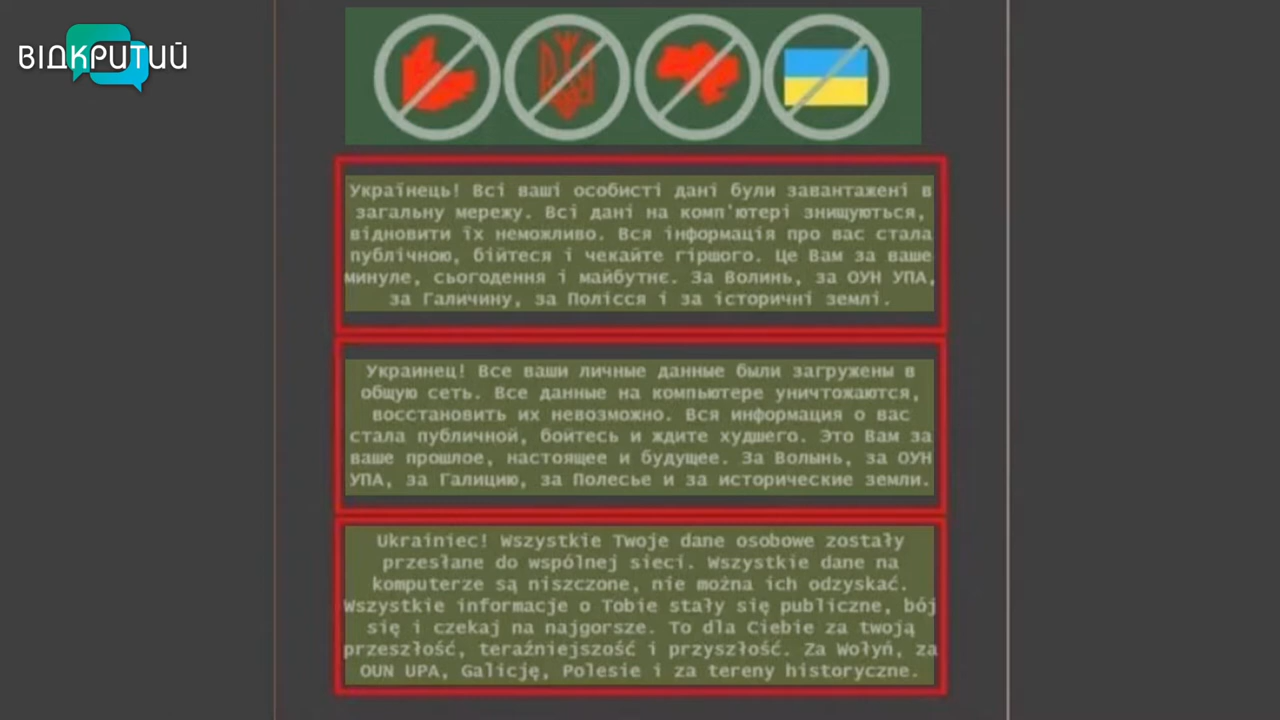 ВІДКРИТИЙ
Українець! Всі ваші особисті дані були завантажені в
загальну мережу. Всі дані на комп'ютері знищуються,
відновити їх неможливо. Вся інформація про вас стала
публічною, бійтеся і чекайте гіршого. Це Вам за ваше
минуле, сьогодення і майбутнє. За Волинь, за ОУН УПА,
за Галичину, за Полісся і за історичні землі.
Украинец! Все ваши личные данные были загружены в
общую сеть. Все данные на компьютере уничтожаются,
восстановить их невозможно. Вся информация о вас
стала публичной, бойтесь и ждите худшего. Это Вам за
ваше прошлое, настоящее и будущее. За Волынь, за ОУН
УПА, за Галицию, за Полесье и за исторические земли.
Ukrainiec! Wszystkie Twoje dane osobowe zostały
przesłane do wspólnej sieci. Wszystkie dane na
komputerze są niszczone, nie można ich odzyskać.
Wszystkie informacje o Tobie stały się publiczne, bój
się i czekaj na najgorsze. To dla Ciebie za twoją
przeszłość, teraźniejszość i przyszłość. Za Wołyń, za
OUN UPA, Galicję, Polesie i za tereny historyczne.